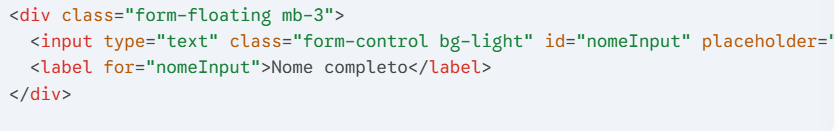 <div class="form-floating mb-3">
  <input type="text" class="form-control bg-light" id="nomeInput" placeholder="
  <label for="nomeInput">Nome completo</label>
</div>